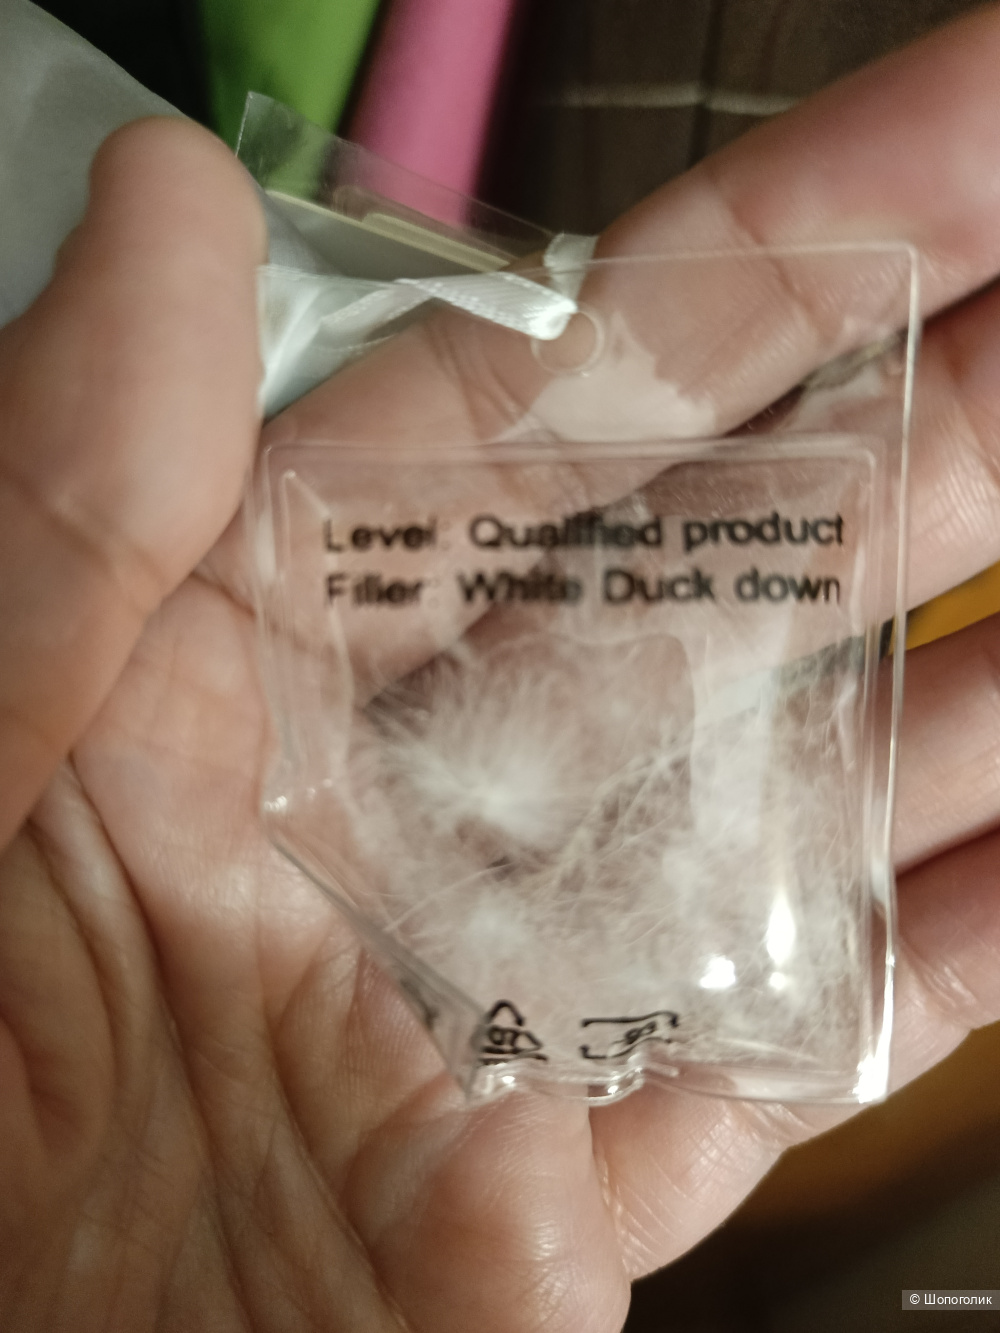 Level: Qualified product
Filler: White Duck down
© Шопоголик